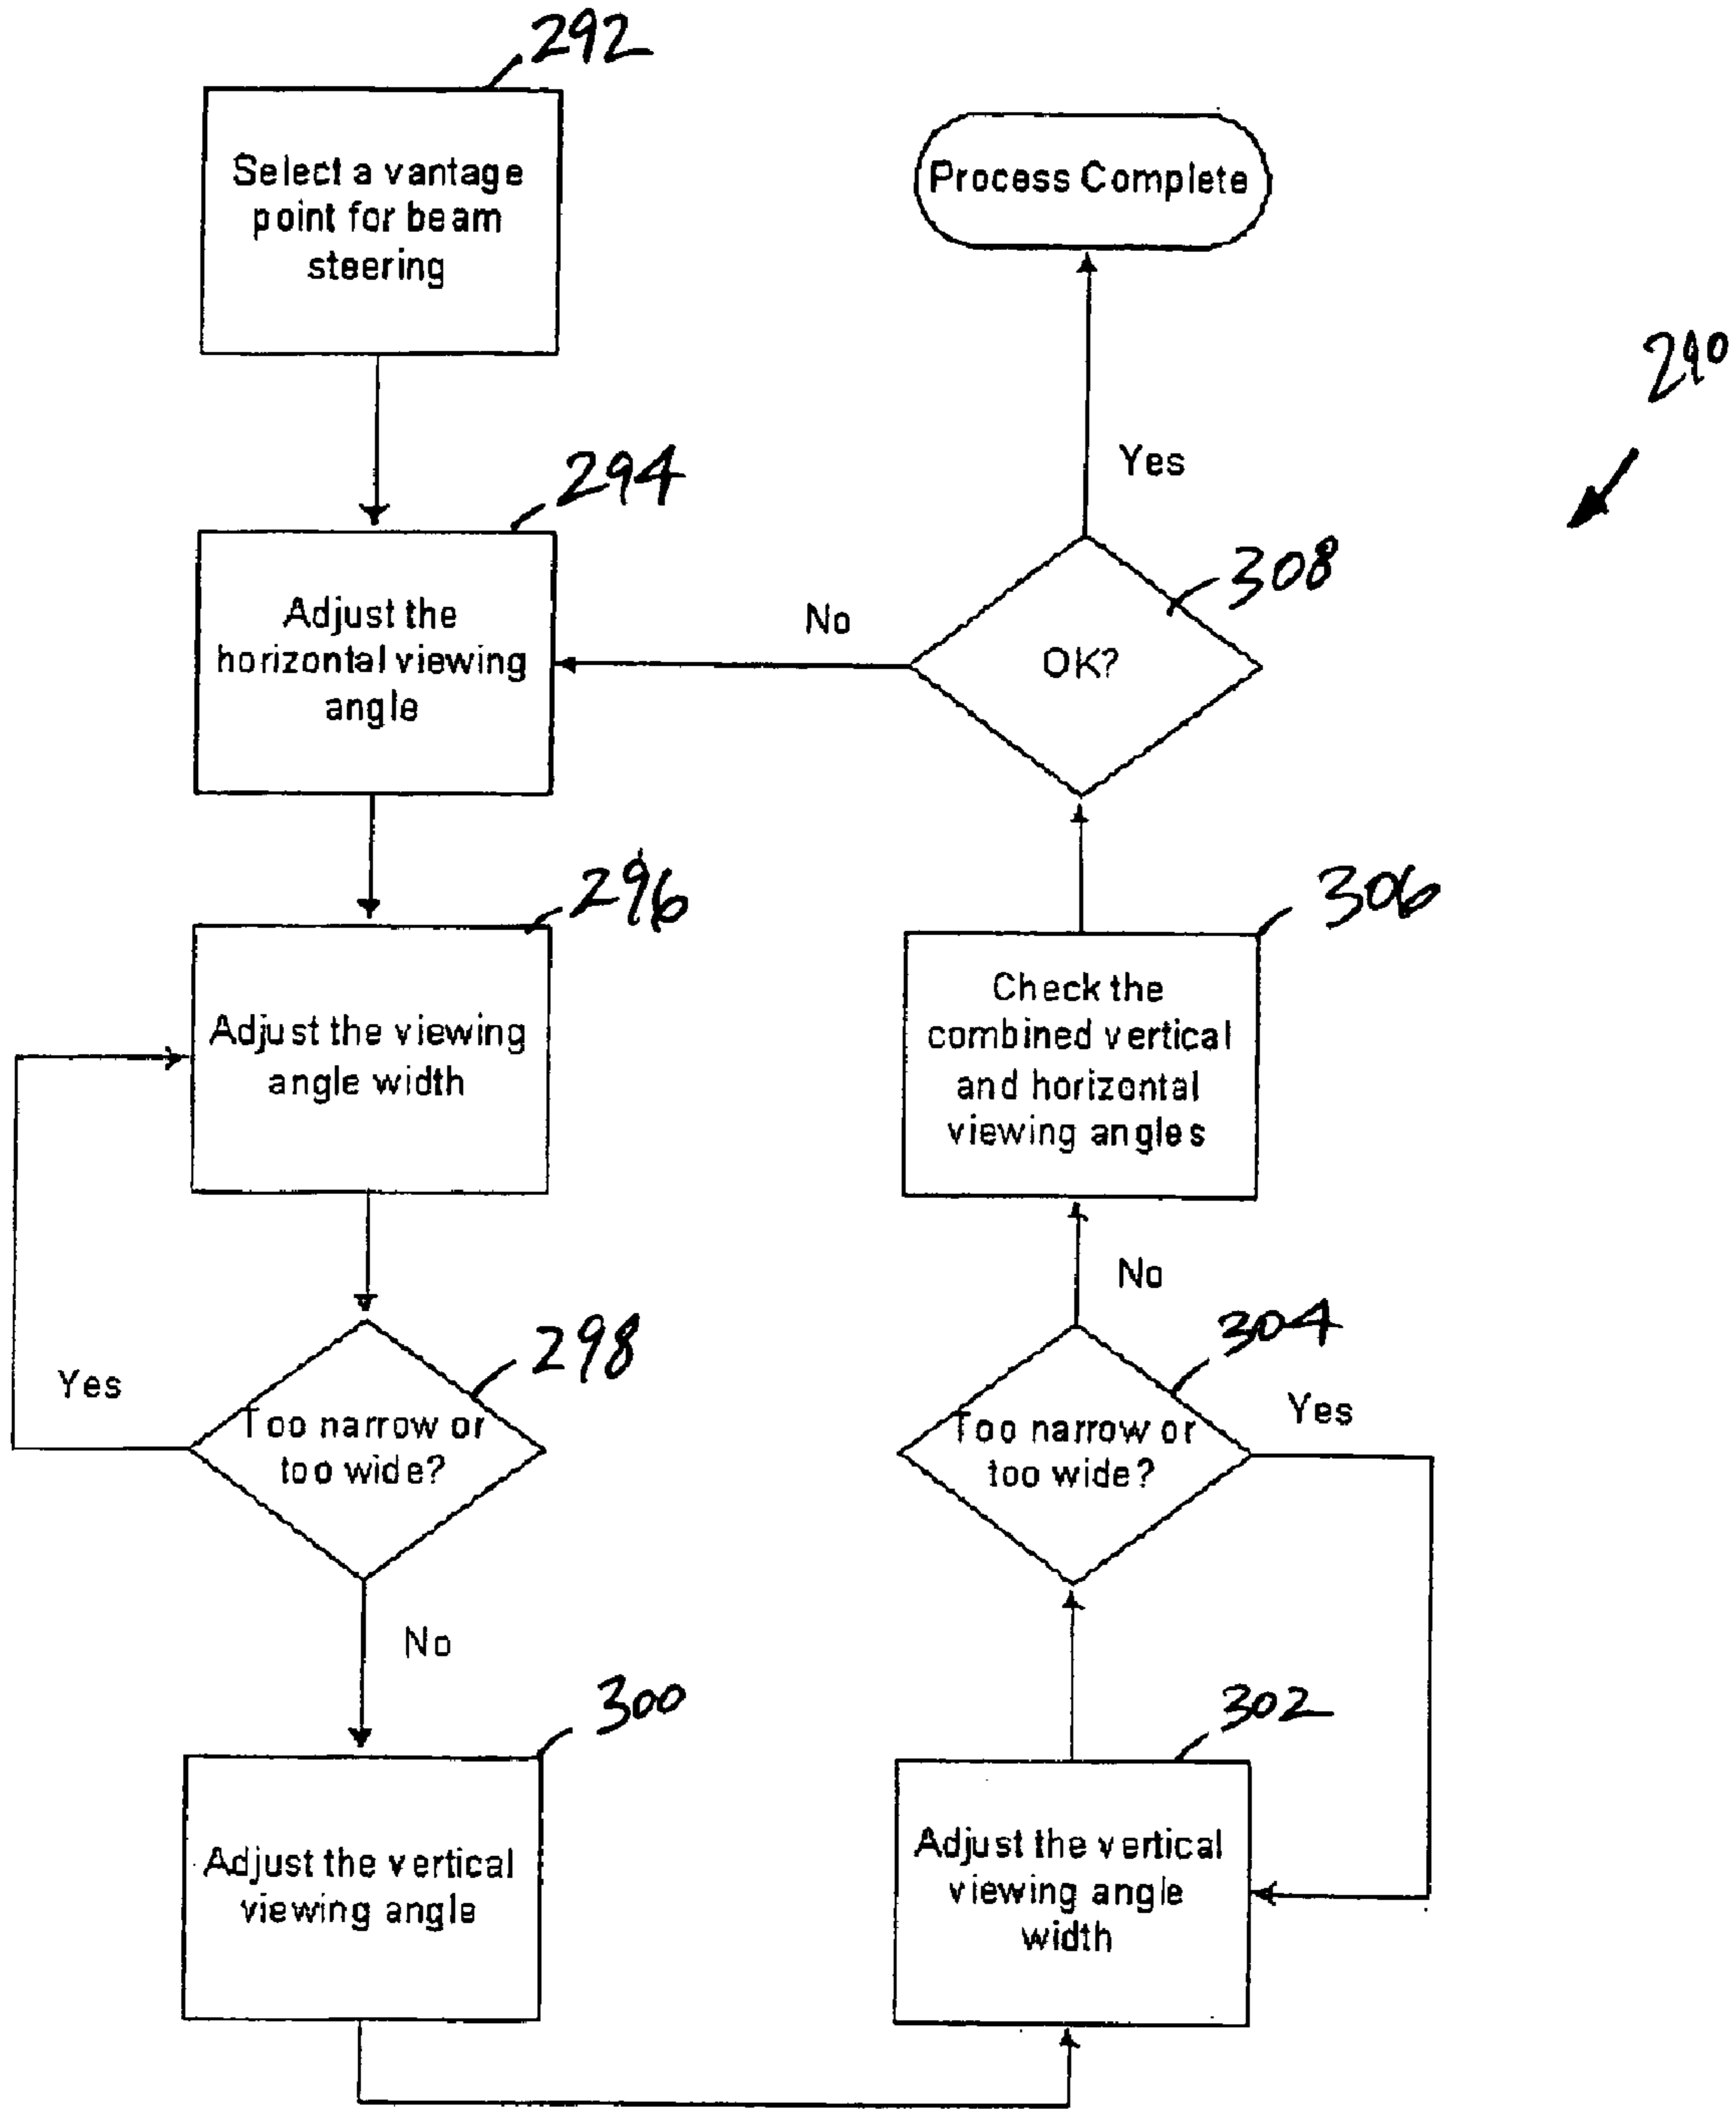 292
Select a vantage
point for beam
steering
294
Adjust the
horizontal viewing
angle
296
Adjust the viewing
angle width
298
Too narrow or
too wide?
Yes
No
300
Adjust the vertical
viewing angle
302
Adjust the vertical
viewing angle
width
304
Too narrow or
too wide?
Yes
No
306
Check the
combined vertical
and horizontal
viewing angles
308
OK?
No
Yes
Process Complete
290